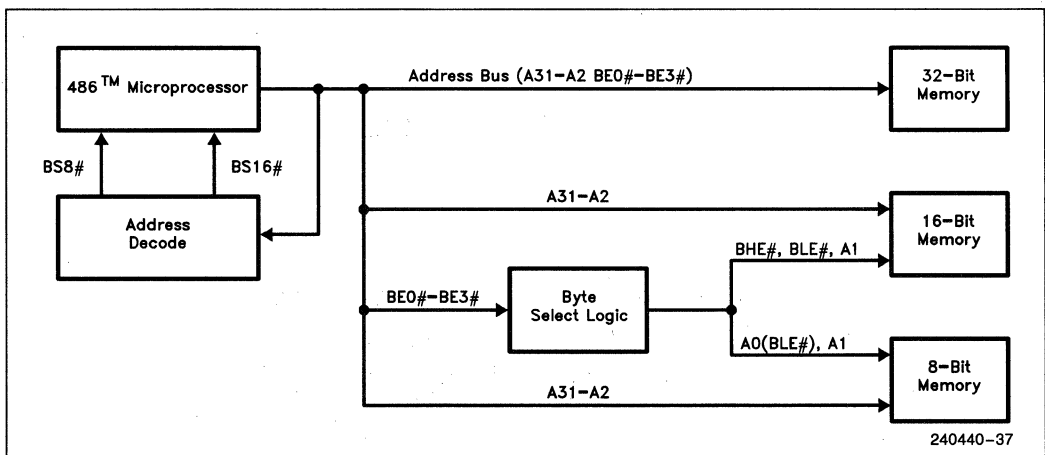 486™ Microprocessor
Address Bus (A31-A2 BE0#-BE3#)
32-Bit
Memory
BS8#
BS16#
Address
Decode
A31-A2
16-Bit
Memory
BHE#, BLE#, A1
BE0#-BE3#
Byte
Select Logic
A0(BLE#), A1
8-Bit
Memory
A31-A2
240440-37